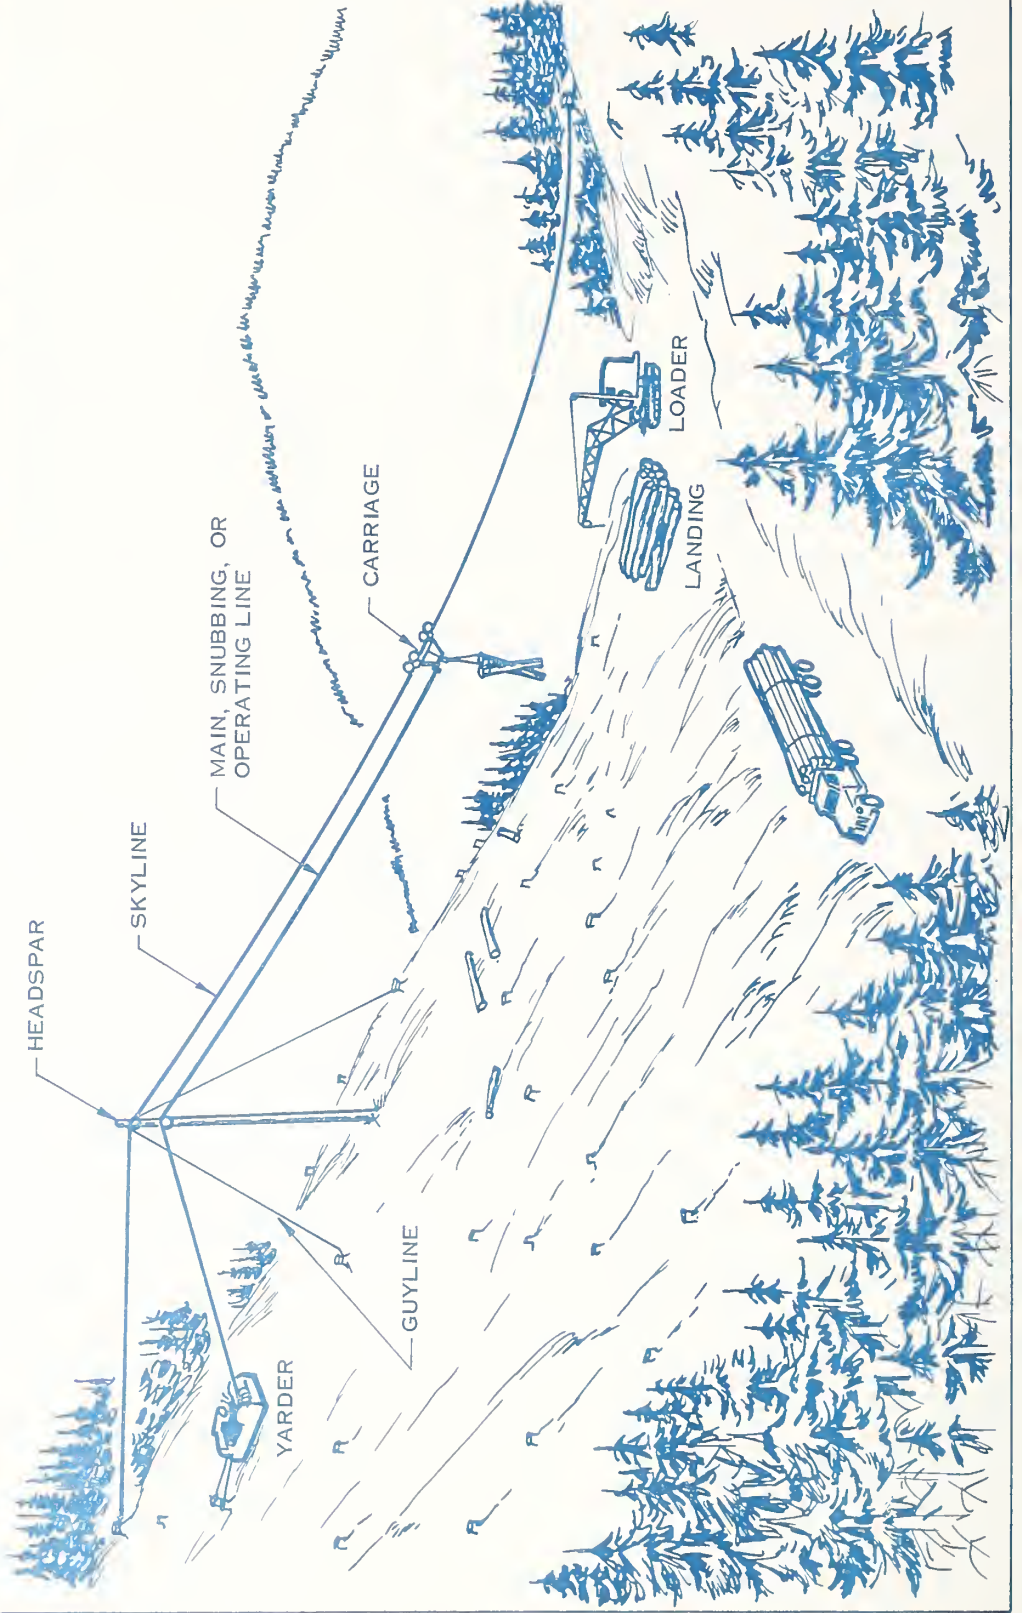 HEADSPAR
SKYLINE
MAIN, SNUBBING, OR
OPERATING LINE
CARRIAGE
YARDER
GUYLINE
LANDING
LOADER